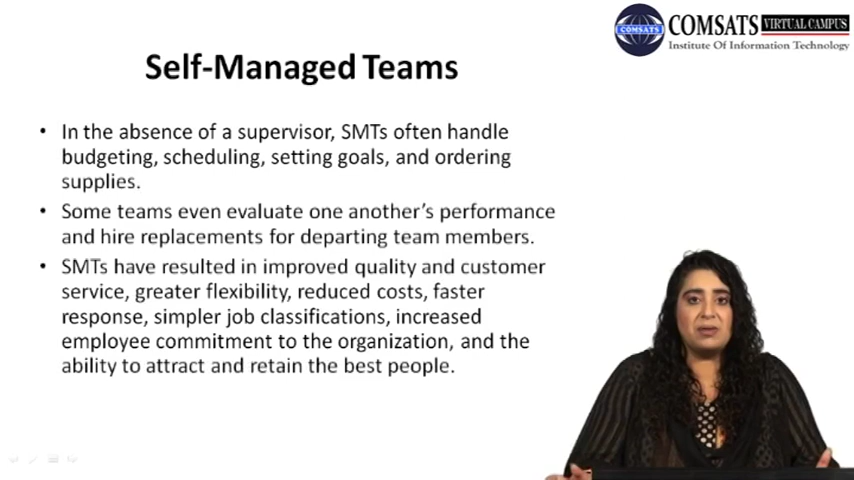 COMSATS VIRTUAL CAMPUS
COMSATS
Institute Of Information Technology
Self-Managed Teams
• In the absence of a supervisor, SMTs often handle
budgeting, scheduling, setting goals, and ordering
supplies.
• Some teams even evaluate one another’s performance
and hire replacements for departing team members.
• SMTs have resulted in improved quality and customer
service, greater flexibility, reduced costs, faster
response, simpler job classifications, increased
employee commitment to the organization, and the
ability to attract and retain the best people.